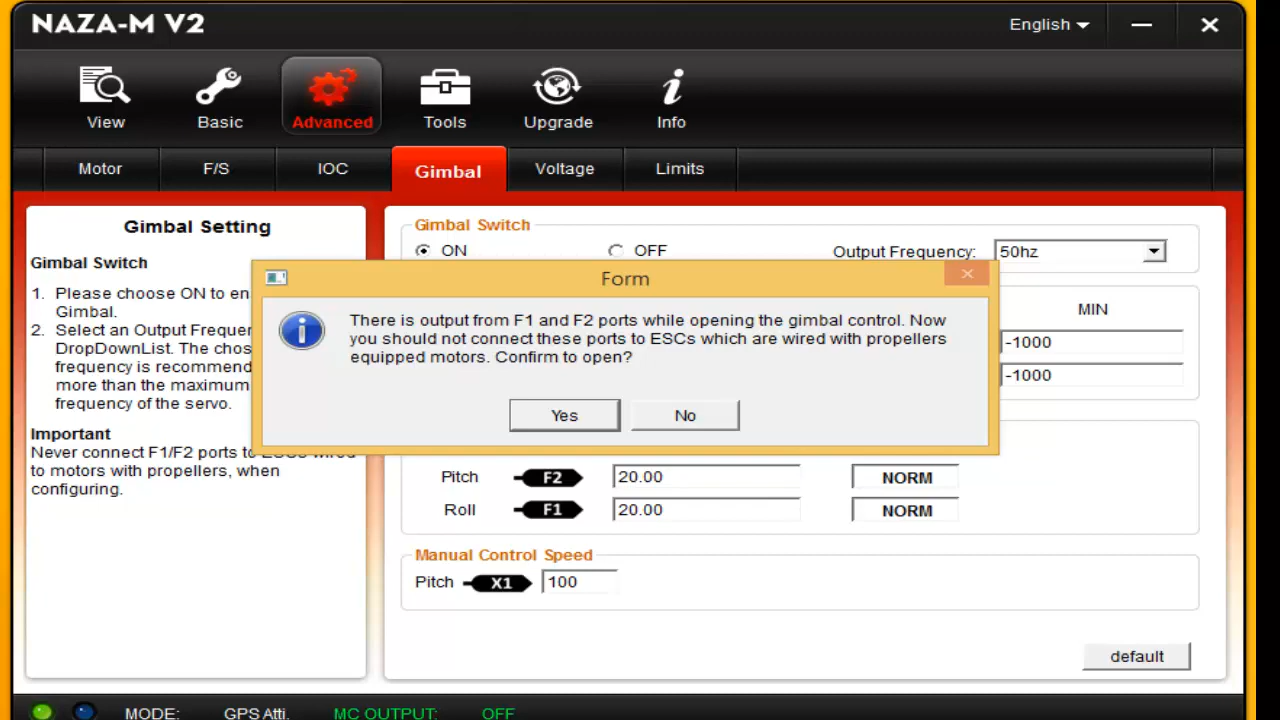 NAZA-M V2
English
View
Basic
Advanced
Tools
Upgrade
Info
Motor
F/S
IOC
Gimbal
Voltage
Limits
Gimbal Setting
Gimbal Switch
1. Please choose ON to en
Gimbal.
2. Select an Output Frequen
DropDownList. The chos
frequency is recommend
more than the maximum
frequency of the servo.
Important
Never connect F1/F2 ports to ESCs wired
to motors with propellers, when
configuring.
Gimbal Switch
ON
OFF
Output Frequency:
50hz
MIN
-1000
-1000
Form
There is output from F1 and F2 ports while opening the gimbal control. Now
you should not connect these ports to ESCs which are wired with propellers
equipped motors. Confirm to open?
Yes
No
Pitch
F2
20.00
NORM
Roll
F1
20.00
NORM
Manual Control Speed
Pitch
X1
100
default
MODE:
GPS Atti.
MC OUTPUT:
OFF